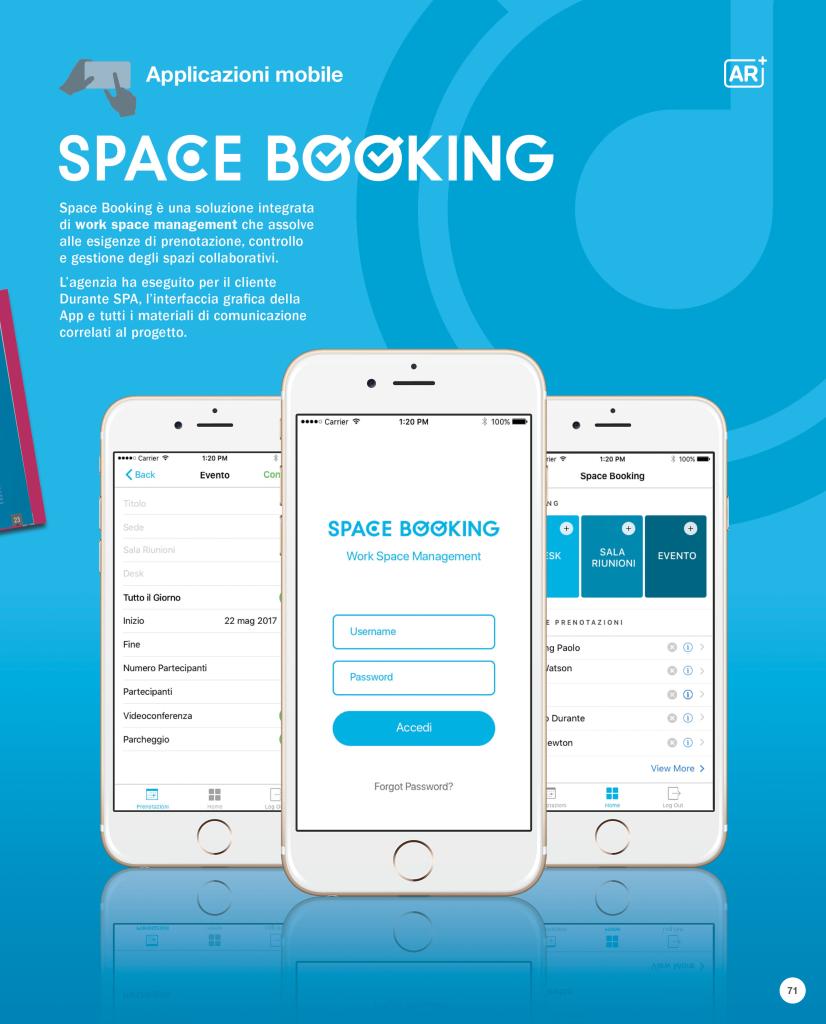 Applicazioni mobile
AR+
SPACE BOOKING
Space Booking è una soluzione integrata
di work space management che assolve
alle esigenze di prenotazione, controllo
e gestione degli spazi collaborativi.
L'agenzia ha eseguito per il cliente
Durante SPA, l'interfaccia grafica della
App e tutti i materiali di comunicazione
correlati al progetto.
23
Carrier 1:20 PM
Back Evento Con
Titolo
Sede
Sala Riunioni
Desk
Tutto il Giorno
Inizio 22 mag 2017
Fine
Numero Partecipanti
Partecipanti
Videoconferenza
Parcheggio
Prenotazioni Home Log Ou
Carrier 1:20 PM 100%
SPACE BOOKING
Work Space Management
Username
Password
Accedi
Forgot Password?
rier 1:20 PM 100%
Space Booking
NG
ESK
SALA
RIUNIONI
EVENTO
E PRENOTAZIONI
ng Paolo
Watson
o Durante
ewton
View More
Home Log Out
71